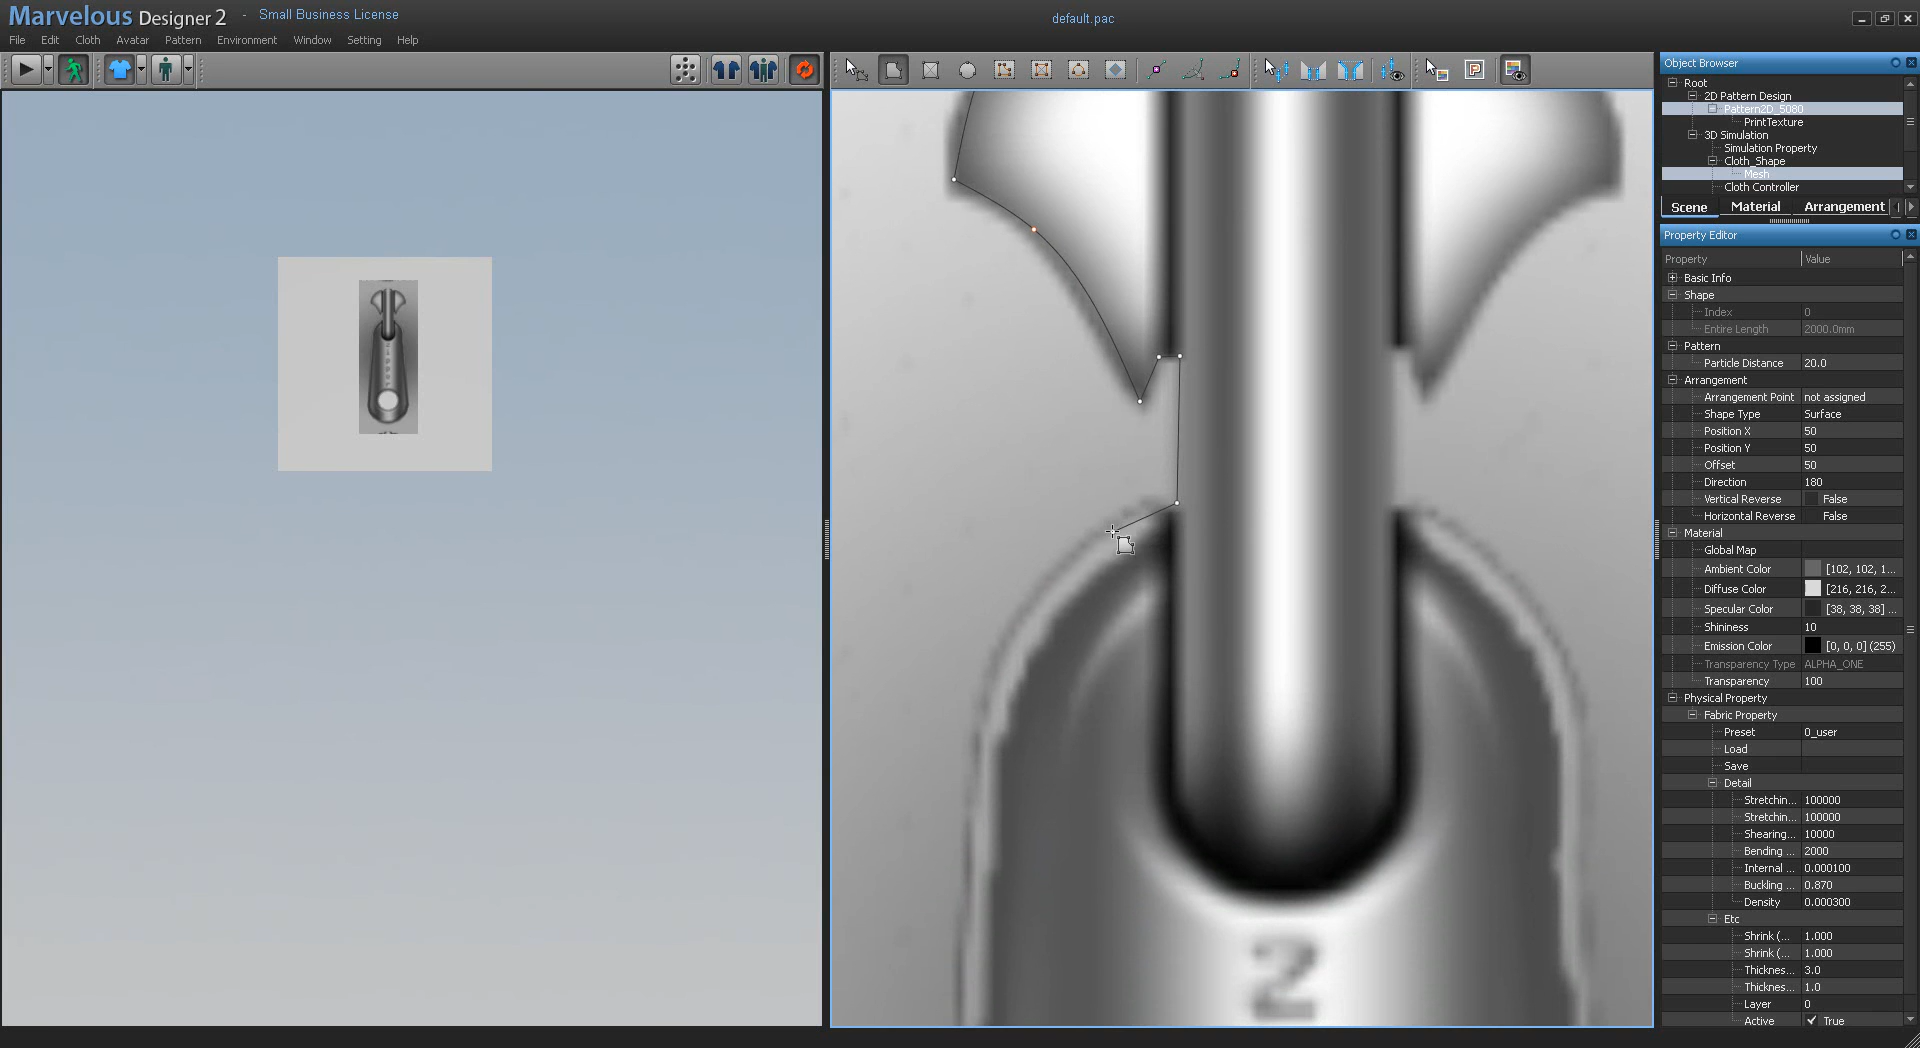 Marvelous Designer 2 - Small Business License
default.pac
File Edit Cloth Avatar Pattern Environment Window Setting Help
Object Browser
Root
2D Pattern Design
Pattern2D_5080
PrintTexture
3D Simulation
Simulation Property
Cloth_Shape
Mesh
Cloth Controller
Scene Material Arrangement
Property Editor
Property Value
Basic Info
Shape
Index 0
Entire Length 2000.0mm
Pattern
Particle Distance 20.0
Arrangement
Arrangement Point not assigned
Shape Type Surface
Position X 50
Position Y 50
Offset 50
Direction 180
Vertical Reverse False
Horizontal Reverse False
Material
Global Map
Ambient Color [102, 102, 1...
Diffuse Color [216, 216, 2...
Specular Color [38, 38, 38] ...
Shininess 10
Emission Color [0, 0, 0] (255)
Transparency Type ALPHA_ONE
Transparency 100
Physical Property
Fabric Property
Preset 0_user
Load
Save
Detail
Stretchin... 100000
Stretchin... 100000
Shearing... 10000
Bending ... 2000
Internal ... 0.000100
Buckling ... 0.870
Density 0.000300
Etc
Shrink (... 1.000
Shrink (... 1.000
Thicknes... 3.0
Thicknes... 1.0
Layer 0
Active True
P
2